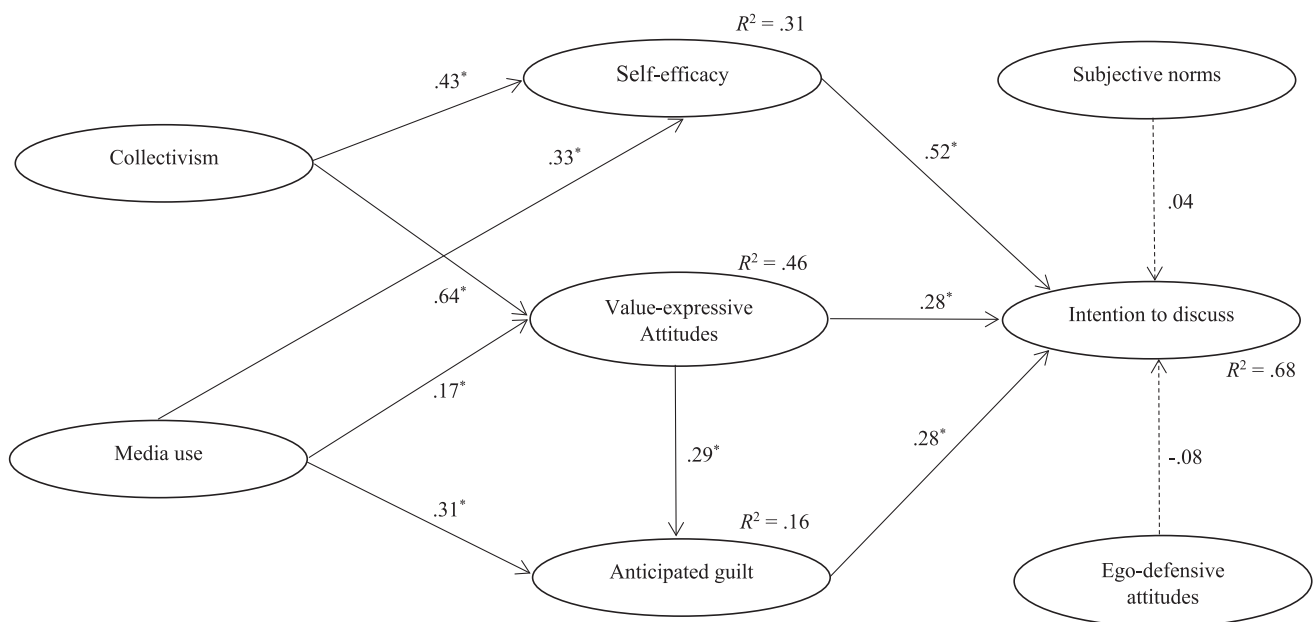 R² = .31
Self-efficacy
Subjective norms
.43*
Collectivism
.33*
.52*
.04
R² = .46
.64*
Value-expressive
Attitudes
.28*
Intention to discuss
R² = .68
.17*
Media use
.29*
.28*
-.08
.31*
R² = .16
Anticipated guilt
Ego-defensive
attitudes